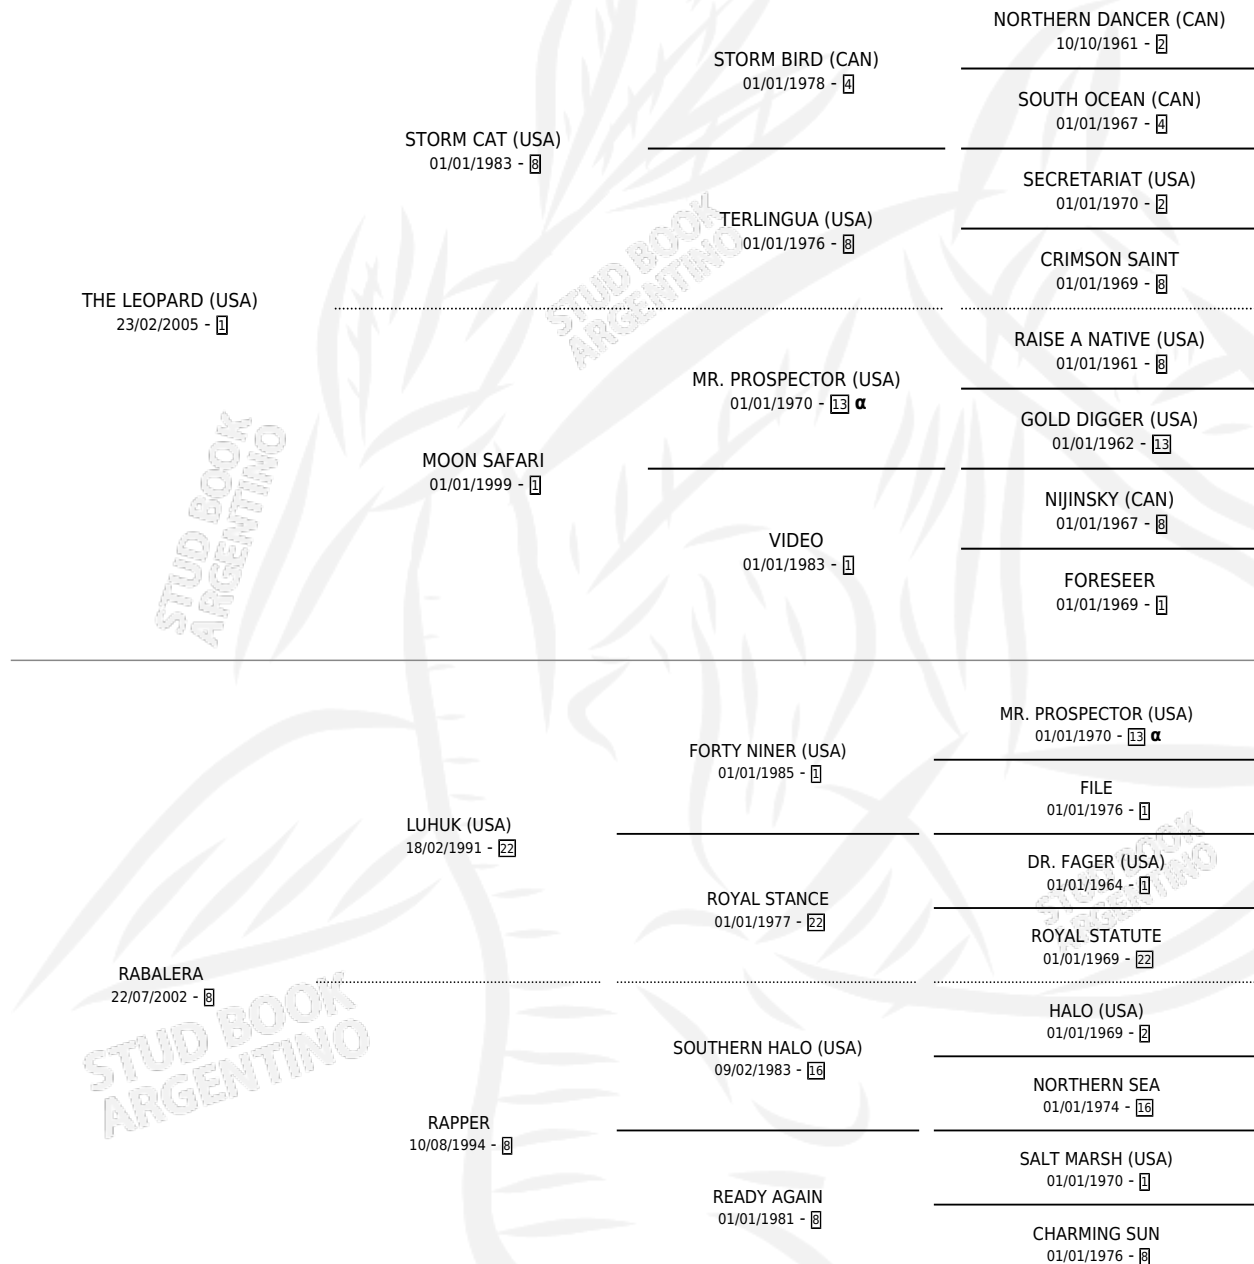 NORTHERN DANCER (CAN)
10/10/1961 - 2
STORM BIRD (CAN)
01/01/1978 - 4
SOUTH OCEAN (CAN)
01/01/1967 - 4
STORM CAT (USA)
01/01/1983 - 8
SECRETARIAT (USA)
01/01/1970 - 2
TERLINGUA (USA)
01/01/1976 - 8
CRIMSON SAINT
01/01/1969 - 8
THE LEOPARD (USA)
23/02/2005 - 1
RAISE A NATIVE (USA)
01/01/1961 - 8
MR. PROSPECTOR (USA)
01/01/1970 - 13 α
GOLD DIGGER (USA)
01/01/1962 - 13
MOON SAFARI
01/01/1999 - 1
NIJINSKY (CAN)
01/01/1967 - 8
VIDEO
01/01/1983 - 1
FORESEER
01/01/1969 - 1
STUD BOOK
ARGENTINO
STUD BOOK
ARGENTINO
MR. PROSPECTOR (USA)
01/01/1970 - 13 α
FORTY NINER (USA)
01/01/1985 - 1
FILE
01/01/1976 - 1
LUHUK (USA)
18/02/1991 - 22
DR. FAGER (USA)
01/01/1964 - 1
ROYAL STANCE
01/01/1977 - 22
ROYAL STATUTE
01/01/1969 - 22
STUD BOOK
ARGENTINO
RABALERA
22/07/2002 - 8
HALO (USA)
01/01/1969 - 2
SOUTHERN HALO (USA)
09/02/1983 - 16
NORTHERN SEA
01/01/1974 - 16
RAPPER
10/08/1994 - 8
SALT MARSH (USA)
01/01/1970 - 1
READY AGAIN
01/01/1981 - 8
CHARMING SUN
01/01/1976 - 8
STUD BOOK
ARGENTINO